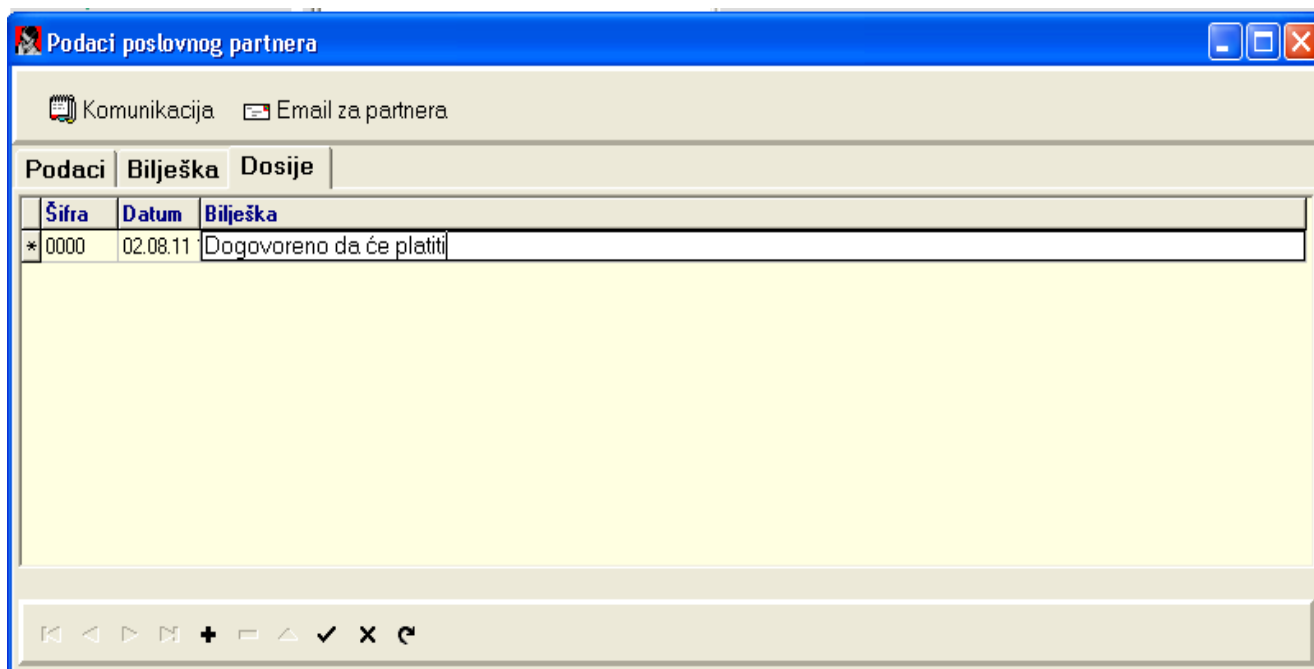 Podaci poslovnog partnera
Komunikacija Email za partnera
Podaci Bilješka Dosije
Šifra Datum Bilješka
* 0000 02.08.11 Dogovoreno da će platiti